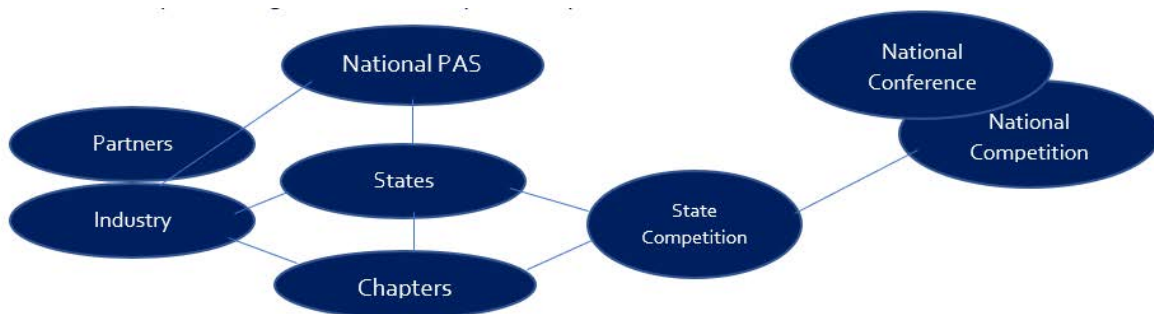 National PAS
National
Conference
Partners
National
Competition
States
Industry
State
Competition
Chapters